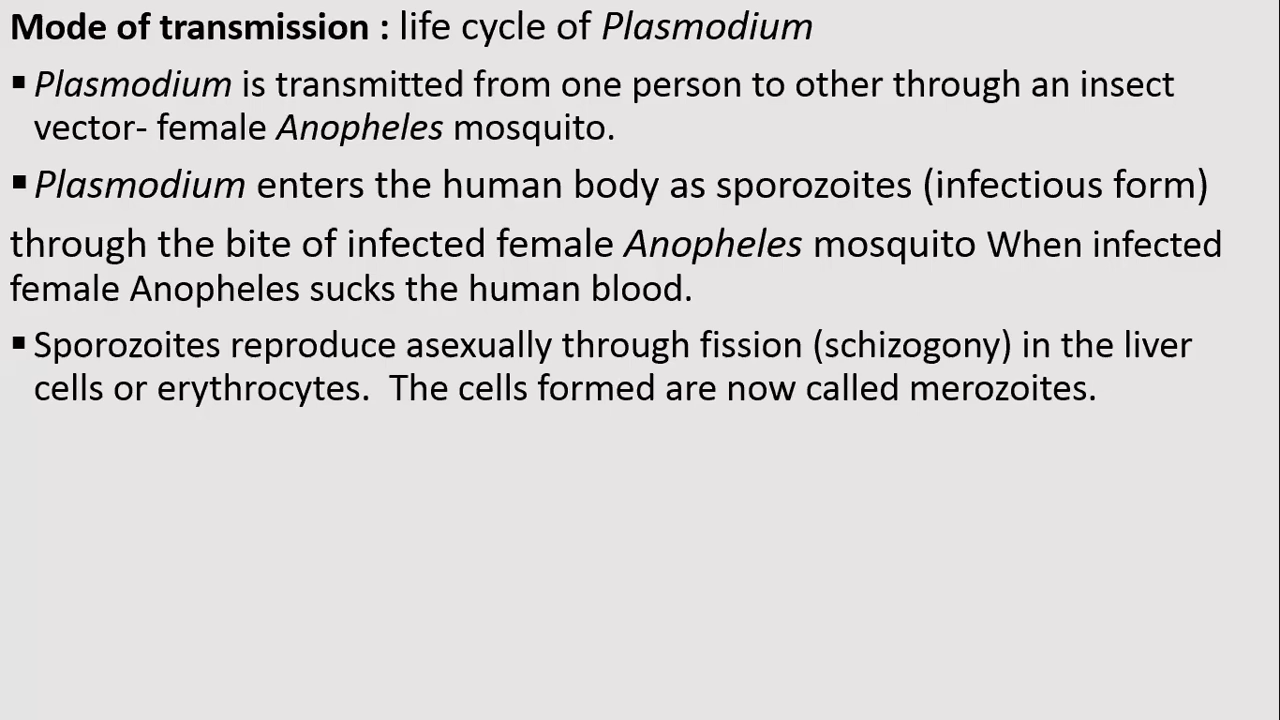 Mode of transmission : life cycle of Plasmodium
▪ Plasmodium is transmitted from one person to other through an insect
vector- female Anopheles mosquito.
▪ Plasmodium enters the human body as sporozoites (infectious form)
through the bite of infected female Anopheles mosquito When infected
female Anopheles sucks the human blood.
▪ Sporozoites reproduce asexually through fission (schizogony) in the liver
cells or erythrocytes.  The cells formed are now called merozoites.